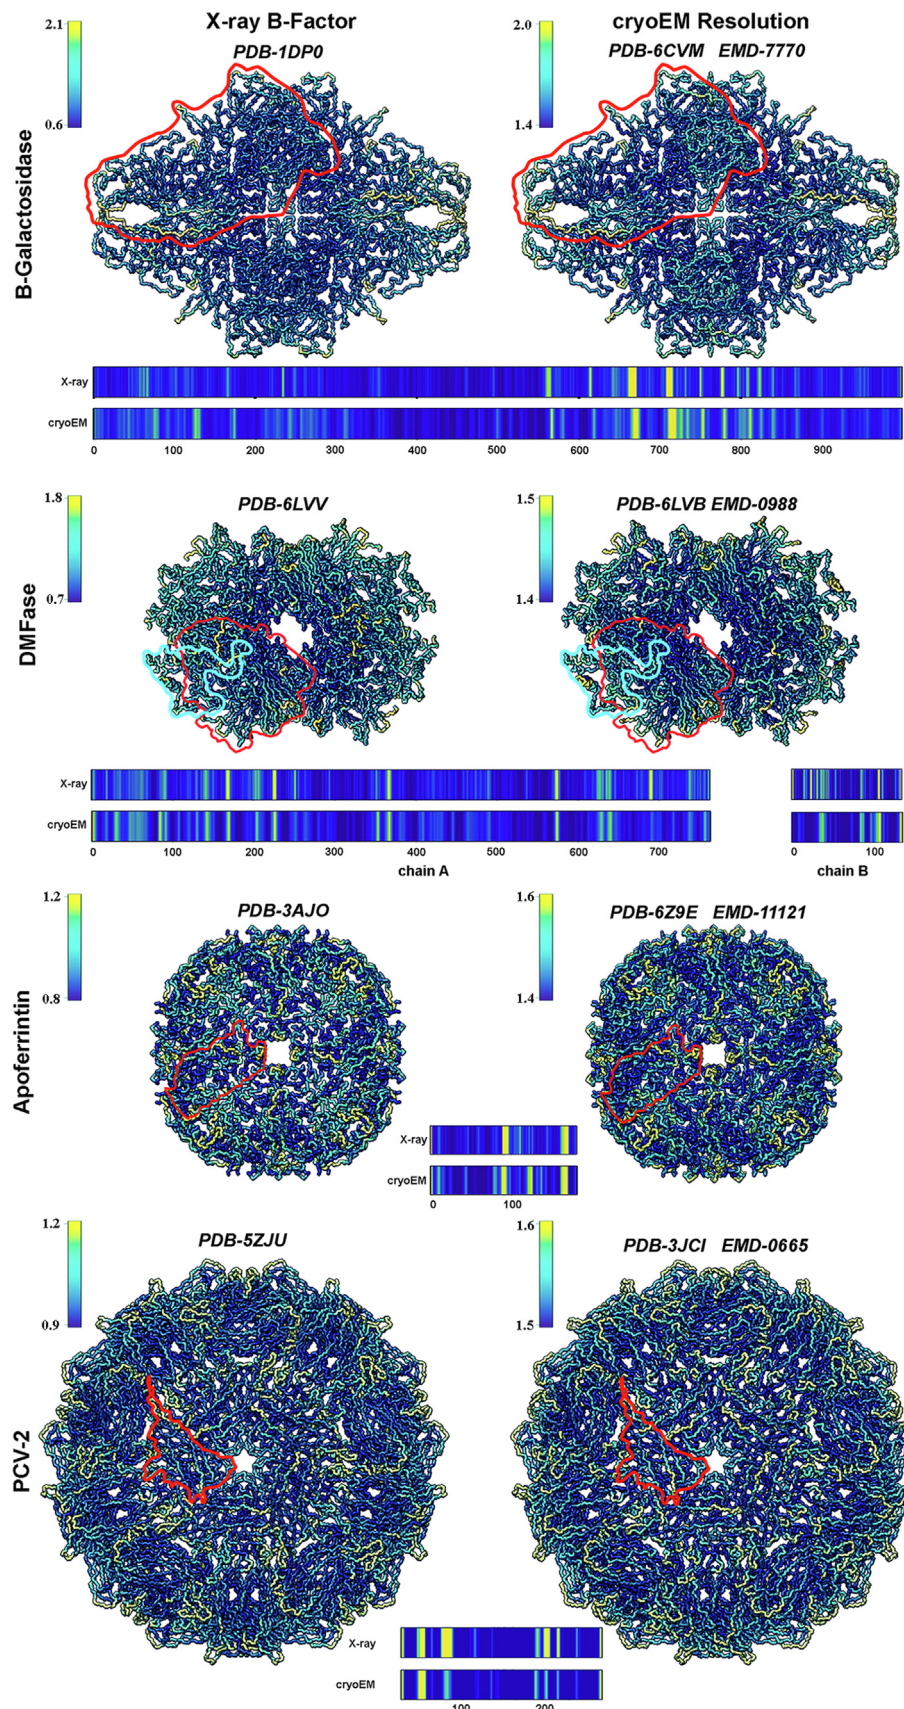 X-ray B-Factor
cryoEM Resolution
B-Galactosidase
2.1
0.6
PDB-1DP0
2.0
1.4
PDB-6CVM EMD-7770
X-ray
cryoEM
0 100 200 300 400 500 600 700 800 900
DMFase
1.8
0.7
PDB-6LVV
1.5
1.4
PDB-6LVB EMD-0988
X-ray
cryoEM
0 100 200 300 400 500 600 700
chain A
0 100
chain B
Apoferrintin
1.2
0.8
PDB-3AJO
1.6
1.4
PDB-6Z9E EMD-11121
X-ray
cryoEM
0 100
PCV-2
1.2
0.9
PDB-5ZJU
1.6
1.5
PDB-3JCI EMD-0665
X-ray
cryoEM
100 200